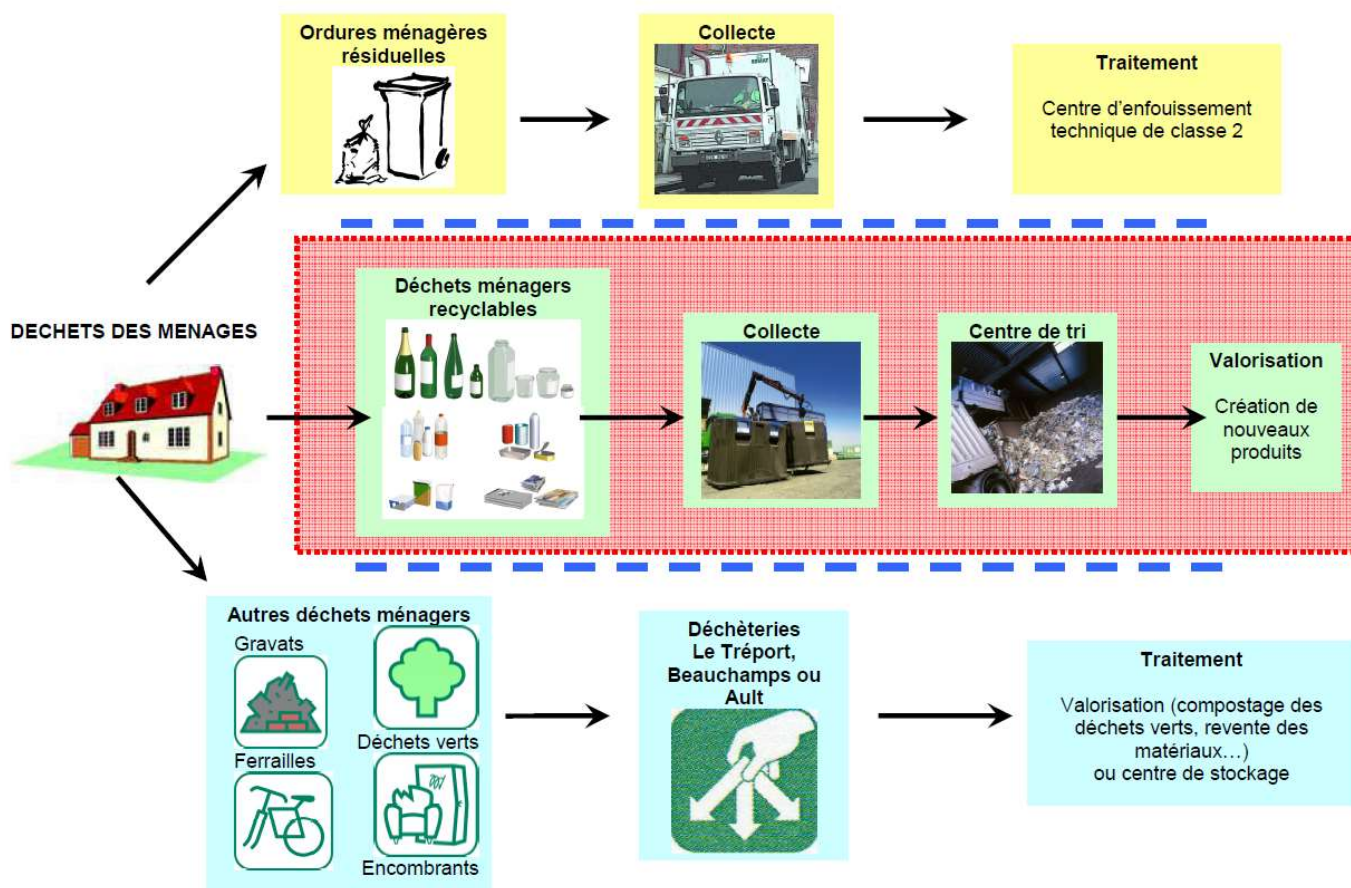 Ordures ménagères
résiduelles
Collecte
Traitement
Centre d'enfouissement
technique de classe 2
DECHETS DES MENAGES
Déchets ménagers
recyclables
Collecte
Centre de tri
Valorisation
Création de
nouveaux
produits
Autres déchets ménagers
Gravats
Déchets verts
Ferrailles
Encombrants
Déchèteries
Le Tréport,
Beauchamps ou
Ault
Traitement
Valorisation (compostage des
déchets verts, revente des
matériaux…)
ou centre de stockage